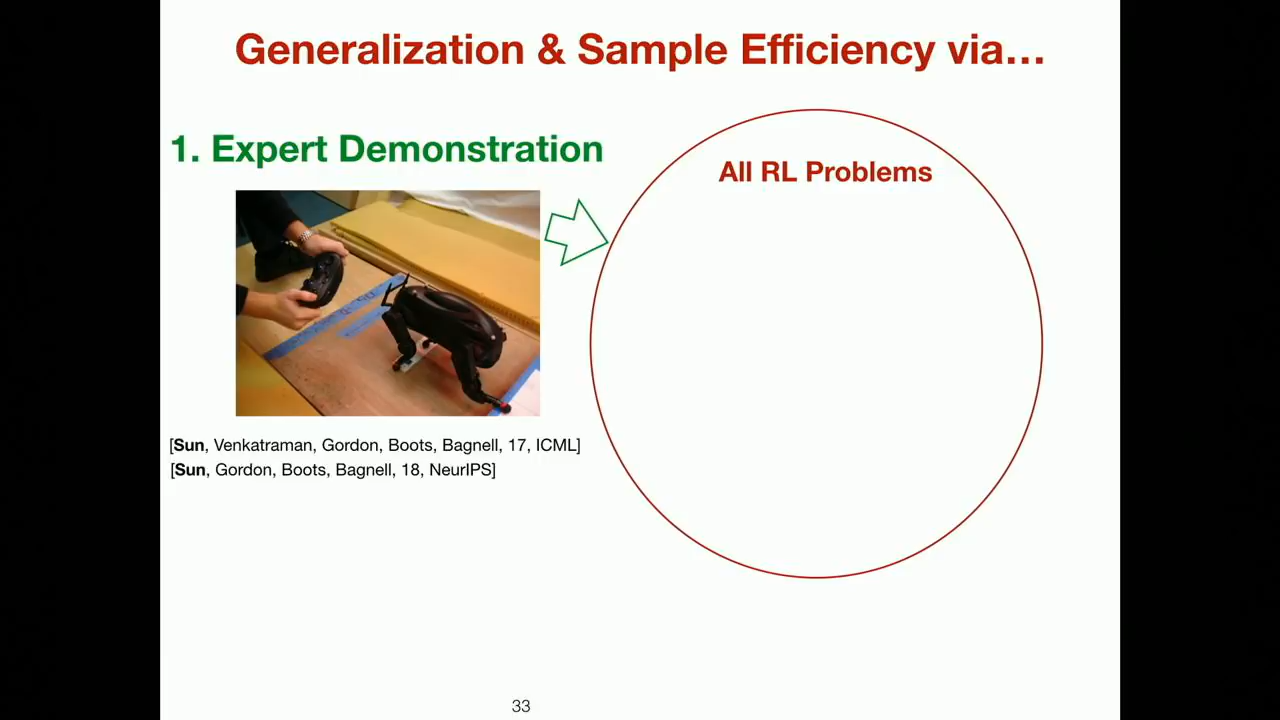 Generalization & Sample Efficiency via…
1. Expert Demonstration
All RL Problems
[Sun, Venkatraman, Gordon, Boots, Bagnell, 17, ICML]
[Sun, Gordon, Boots, Bagnell, 18, NeurIPS]
33